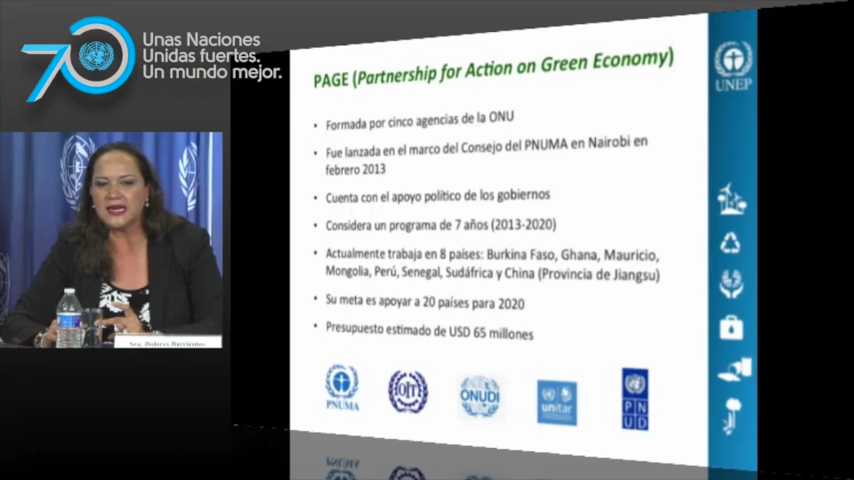 70
Unas Naciones
Unidas fuertes.
Un mundo mejor.
PAGE (Partnership for Action on Green Economy)
• Formada por cinco agencias de la ONU
• Fue lanzada en el marco del Consejo del PNUMA en Nairobi en
febrero 2013
• Cuenta con el apoyo político de los gobiernos
• Considera un programa de 7 años (2013-2020)
• Actualmente trabaja en 8 países: Burkina Faso, Ghana, Mauricio,
Mongolia, Perú, Senegal, Sudáfrica y China (Provincia de Jiangsu)
• Su meta es apoyar a 20 países para 2020
• Presupuesto estimado de USD 65 millones
UNEP
PNUMA
OIT
ONUDI
unitar
PN
UD
Sra. Dolores Barrientos